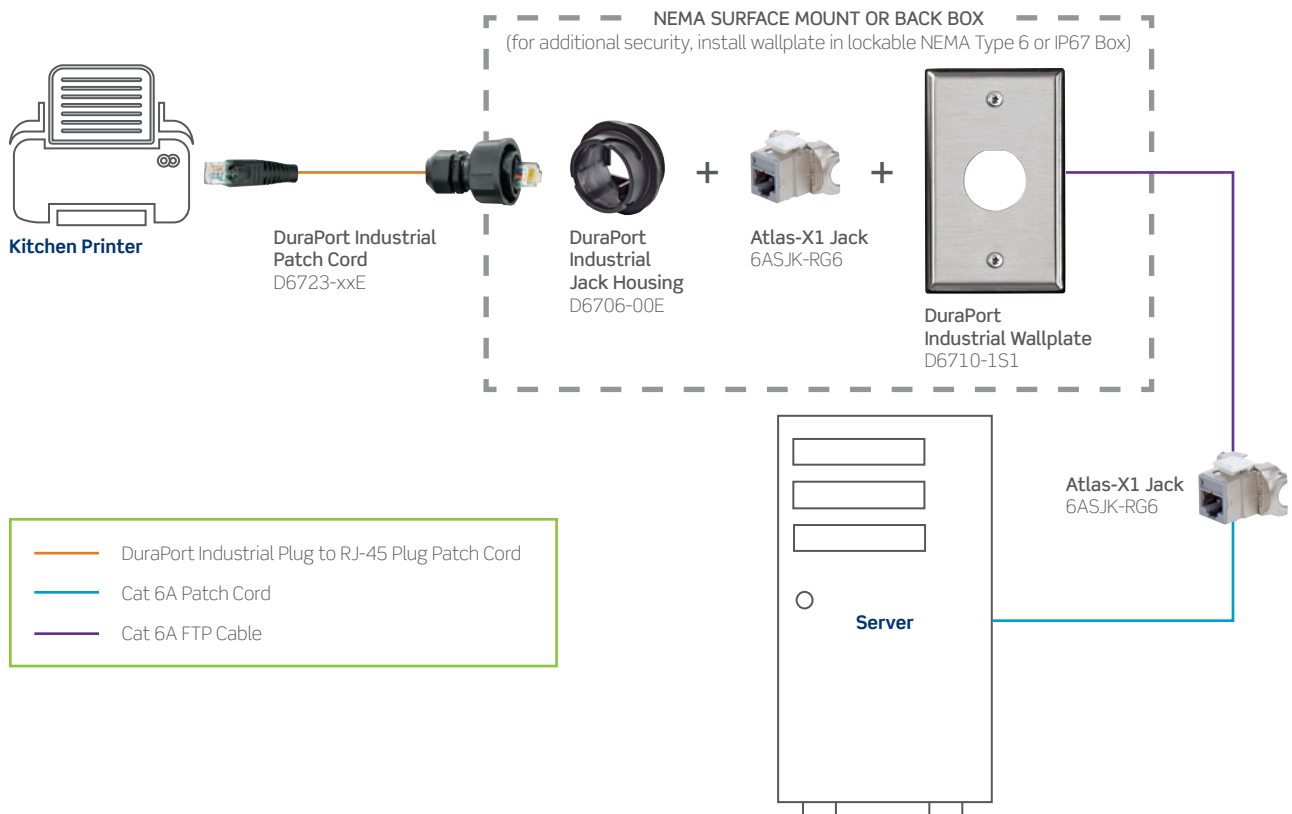 NEMA SURFACE MOUNT OR BACK BOX
(for additional security, install wallplate in lockable NEMA Type 6 or IP67 Box)
Kitchen Printer
DuraPort Industrial
Patch Cord
D6723-xxE
DuraPort
Industrial
Jack Housing
D6706-00E
+
Atlas-X1 Jack
6ASJK-RG6
+
DuraPort
Industrial Wallplate
D6710-1S1
Atlas-X1 Jack
6ASJK-RG6
Server
DuraPort Industrial Plug to RJ-45 Plug Patch Cord
Cat 6A Patch Cord
Cat 6A FTP Cable